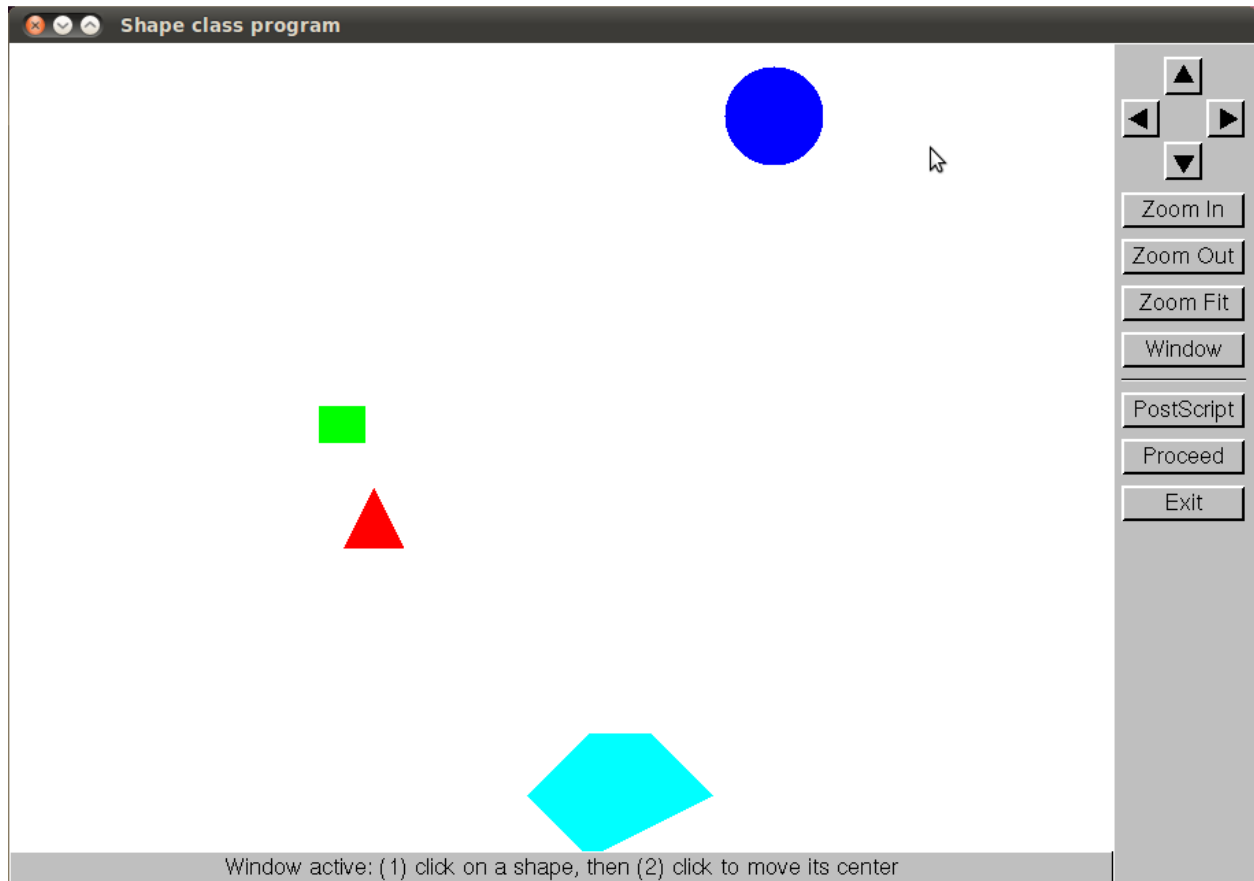 Shape class program
Zoom In
Zoom Out
Zoom Fit
Window
PostScript
Proceed
Exit
Window active: (1) click on a shape, then (2) click to move its center